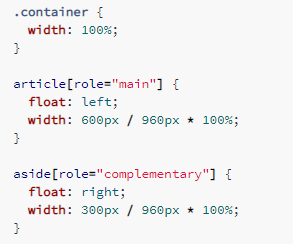 .container {
  width: 100%;
}

article[role="main"] {
  float: left;
  width: 600px / 960px * 100%;
}

aside[role="complementary"] {
  float: right;
  width: 300px / 960px * 100%;
}